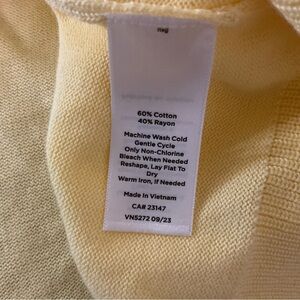 60% Cotton
40% Rayon
Machine Wash Cold
Gentle Cycle
Only Non-Chlorine
Bleach When Needed
Reshape, Lay Flat To
Dry
Warm Iron, If Needed
Made in Vietnam
CA# 23147
VN5272 09/23